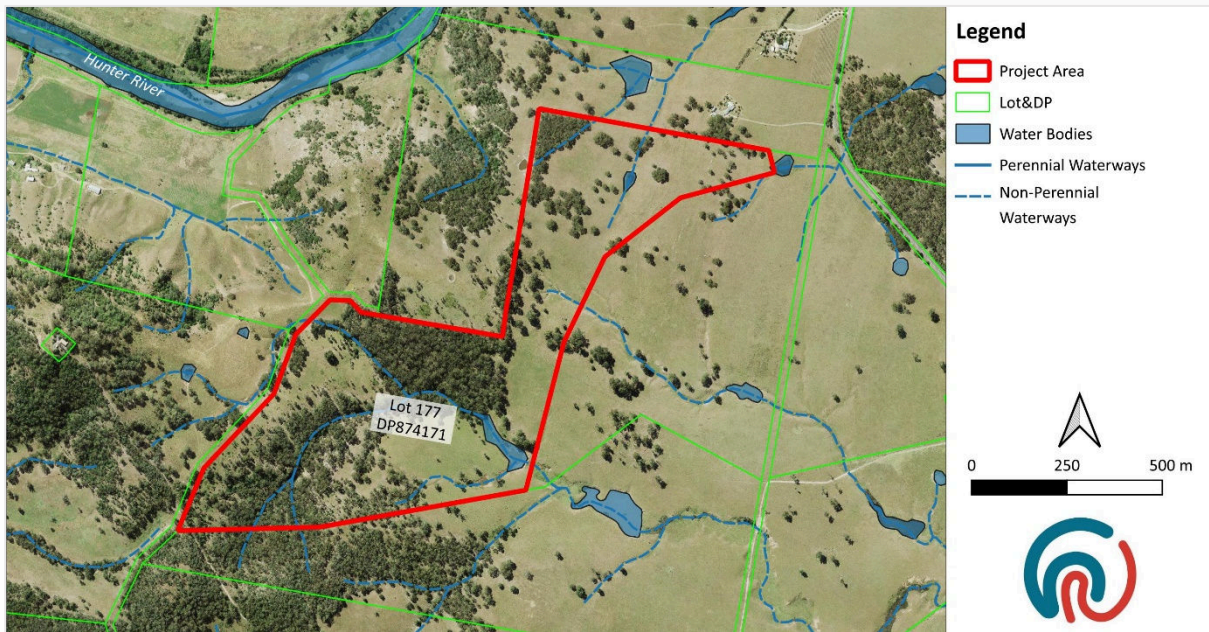 Hunter River
Lot 177
DP874171
Legend
Project Area
Lot&DP
Water Bodies
Perennial Waterways
Non-Perennial
Waterways
0 250 500 m